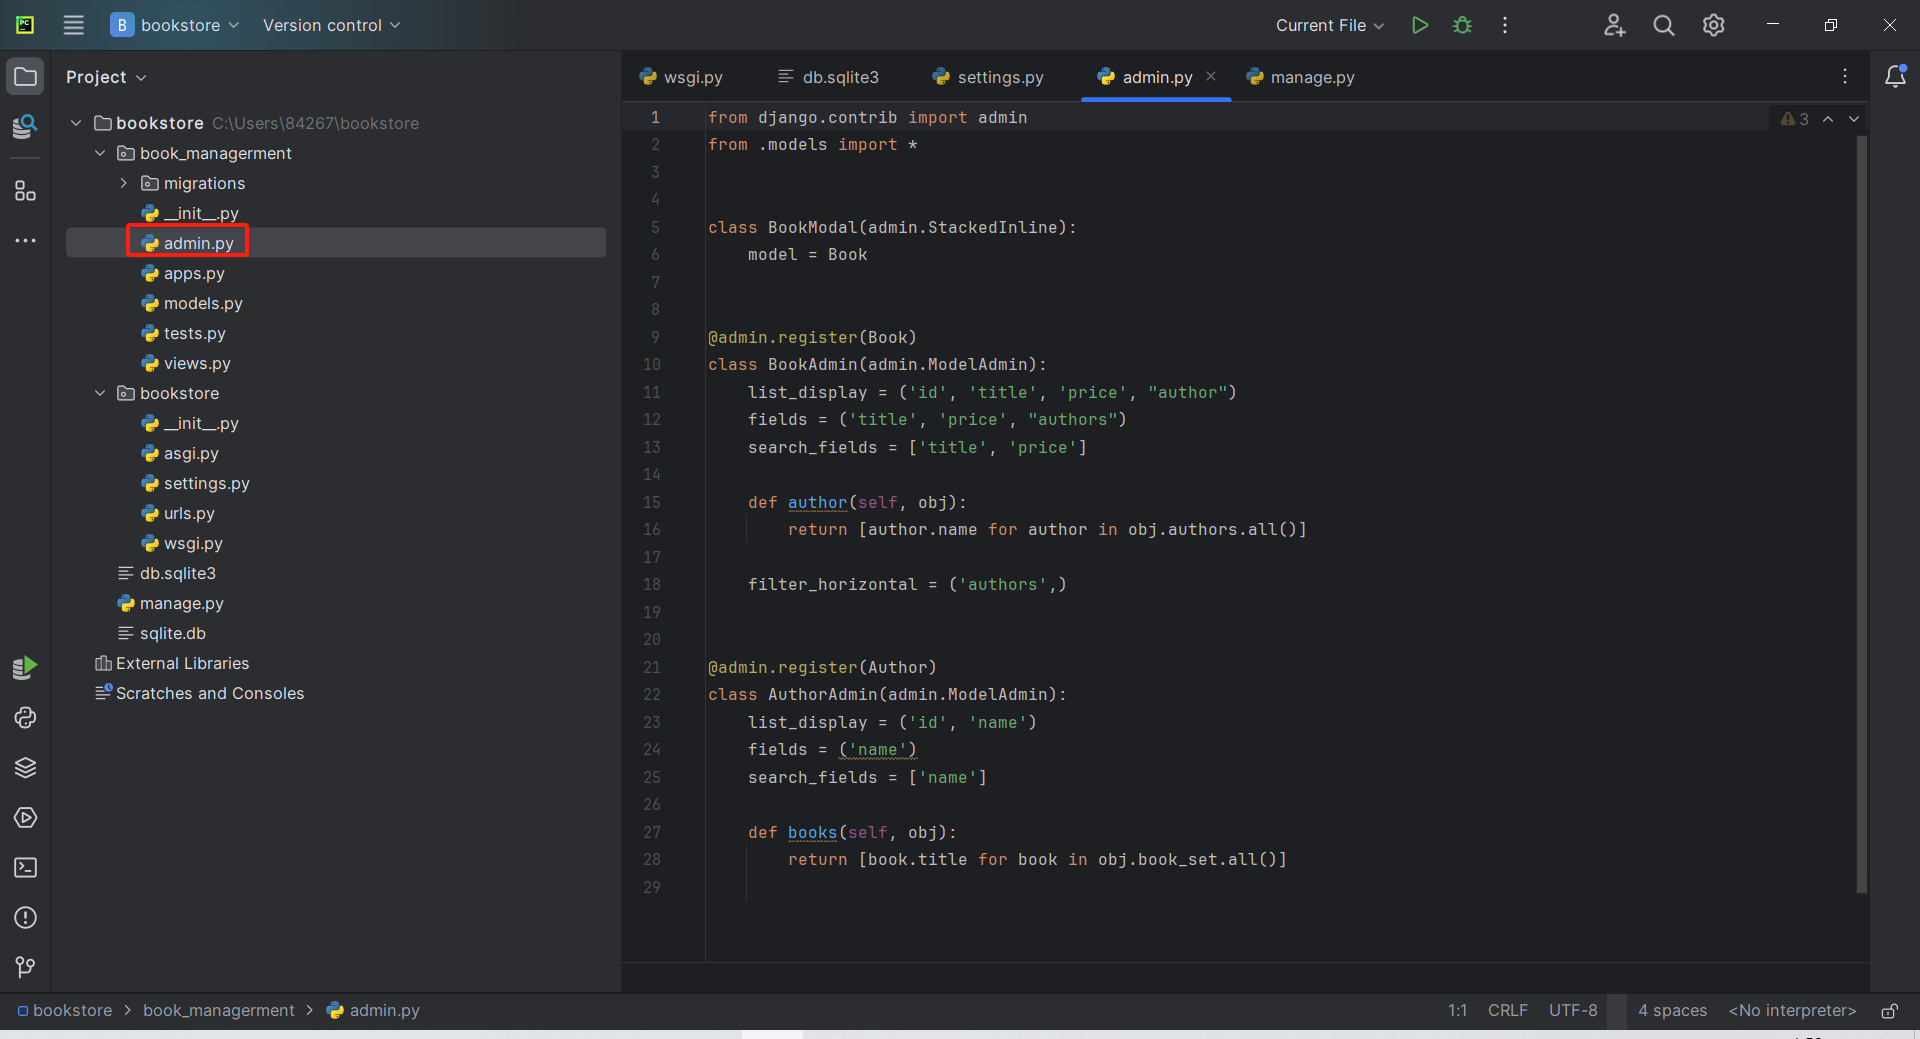 B bookstore Version control Current File
Project
wsgi.py db.sqlite3 settings.py admin.py manage.py
bookstore C:\Users\84267\bookstore
book_managerment
migrations
__init__.py
admin.py
apps.py
models.py
tests.py
views.py
bookstore
__init__.py
asgi.py
settings.py
urls.py
wsgi.py
db.sqlite3
manage.py
sqlite.db
External Libraries
Scratches and Consoles
3
1 from django.contrib import admin
2 from .models import *
3
4
5 class BookModal(admin.StackedInline):
6     model = Book
7
8
9 @admin.register(Book)
10 class BookAdmin(admin.ModelAdmin):
11     list_display = ('id', 'title', 'price', "author")
12     fields = ('title', 'price', "authors")
13     search_fields = ['title', 'price']
14
15     def author(self, obj):
16         return [author.name for author in obj.authors.all()]
17
18     filter_horizontal = ('authors',)
19
20
21 @admin.register(Author)
22 class AuthorAdmin(admin.ModelAdmin):
23     list_display = ('id', 'name')
24     fields = ('name')
25     search_fields = ['name']
26
27     def books(self, obj):
28         return [book.title for book in obj.book_set.all()]
29
bookstore > book_managerment > admin.py 1:1 CRLF UTF-8 4 spaces <No interpreter>